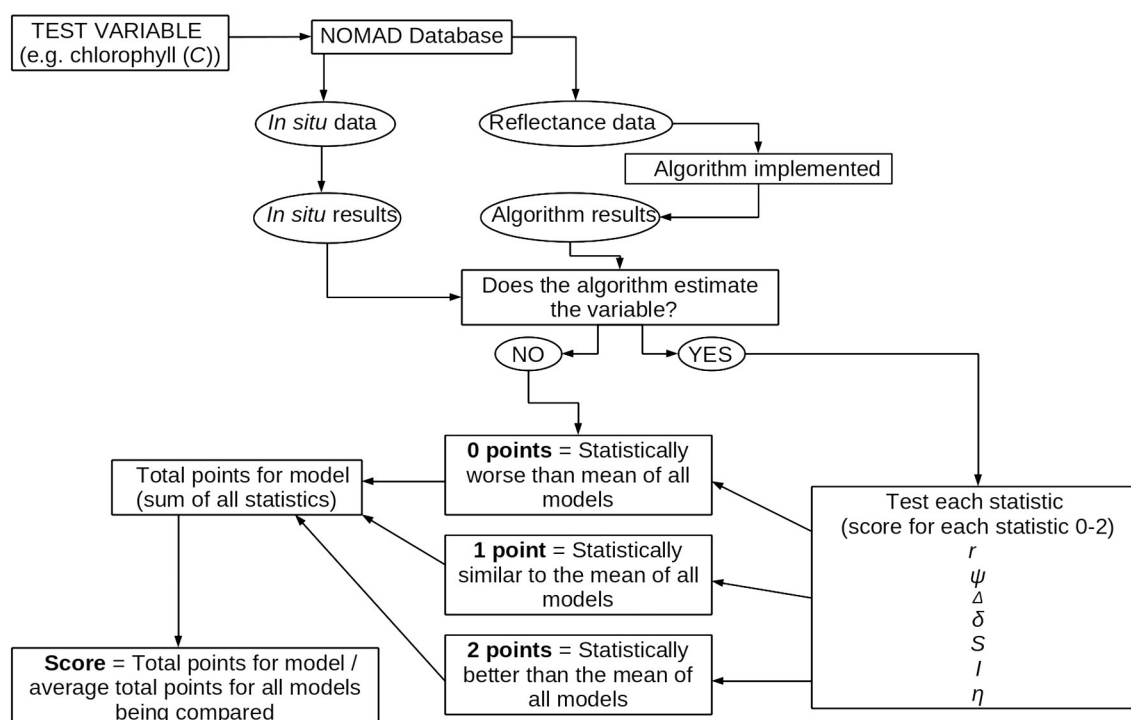 TEST VARIABLE
(e.g. chlorophyll (C))
NOMAD Database
In situ data
Reflectance data
Algorithm implemented
In situ results
Algorithm results
Does the algorithm estimate
the variable?
NO
YES
0 points = Statistically
worse than mean of all
models
Total points for model
(sum of all statistics)
Test each statistic
(score for each statistic 0-2)
r
ψ
Δ
δ
S
I
η
1 point = Statistically
similar to the mean of all
models
2 points = Statistically
better than the mean of
all models
Score = Total points for model /
average total points for all models
being compared